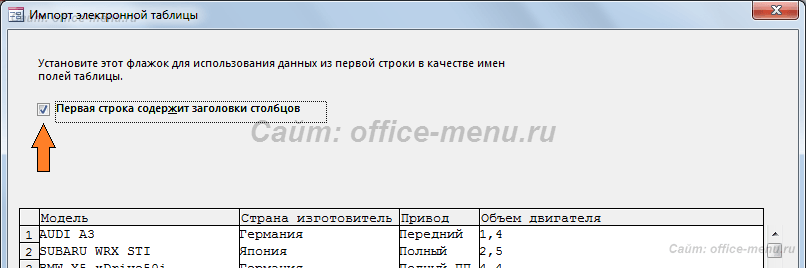 Импорт электронной таблицы
Установите этот флажок для использования данных из первой строки в качестве имен
полей таблицы.
Первая строка содержит заголовки столбцов
Сайт: office-menu.ru
Модель Страна изготовитель Привод Объем двигателя
1 AUDI A3 Германия Передний 1,4
2 SUBARU WRX STI Япония Полный 2,5
Сайт: office-menu.ru
BMW X5 xDrive50i Германия Полный ПП 4,4